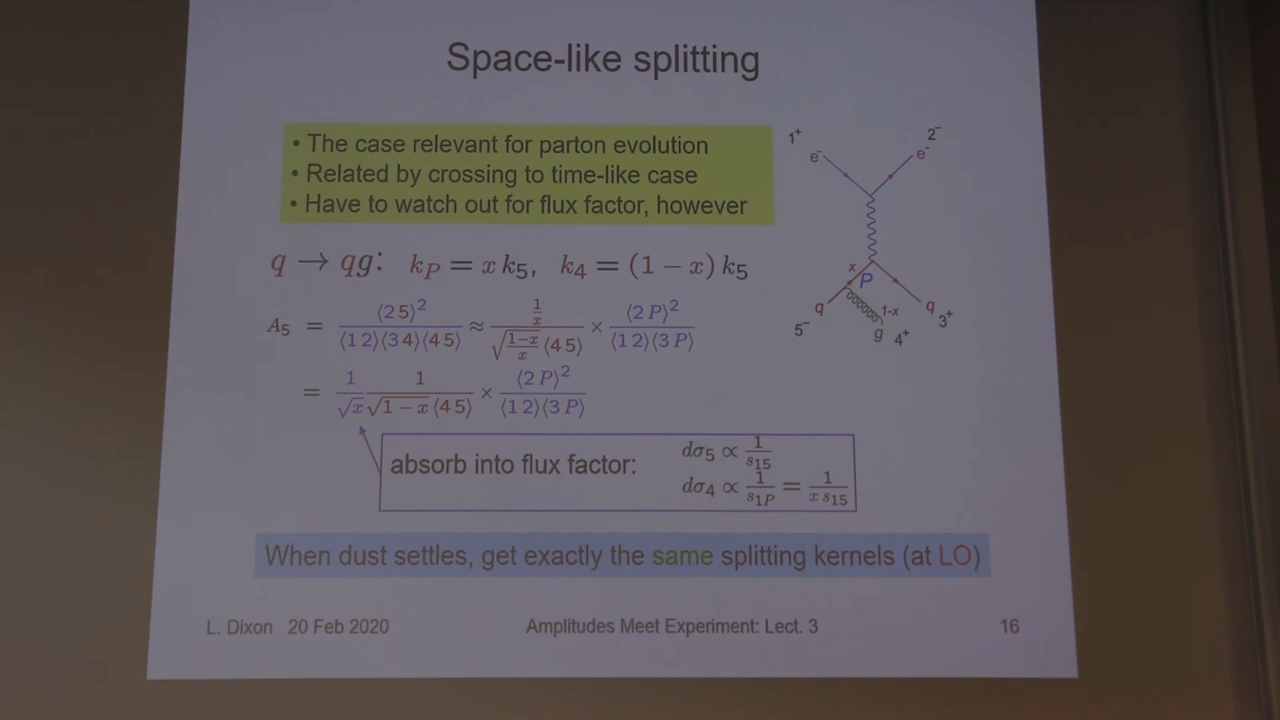 Space-like splitting
• The case relevant for parton evolution
• Related by crossing to time-like case
• Have to watch out for flux factor, however
q → qg: k_P = x k_5, k_4 = (1 − x) k_5
A_5 = ⟨2 5⟩^2 / (⟨1 2⟩⟨3 4⟩⟨4 5⟩) ≈ (1/x) / (√((1−x)/x) ⟨4 5⟩) × ⟨2 P⟩^2 / (⟨1 2⟩⟨3 P⟩)
= (1/√x) 1 / (√(1 − x) ⟨4 5⟩) × ⟨2 P⟩^2 / (⟨1 2⟩⟨3 P⟩)
1^+
e^-
2^-
e^-
x
P
q
5^-
1-x
g 4^+
q
3^+
absorb into flux factor:
dσ_5 ∝ 1/s_15
dσ_4 ∝ 1/s_1P = 1/(x s_15)
When dust settles, get exactly the same splitting kernels (at LO)
L. Dixon 20 Feb 2020
Amplitudes Meet Experiment: Lect. 3
16